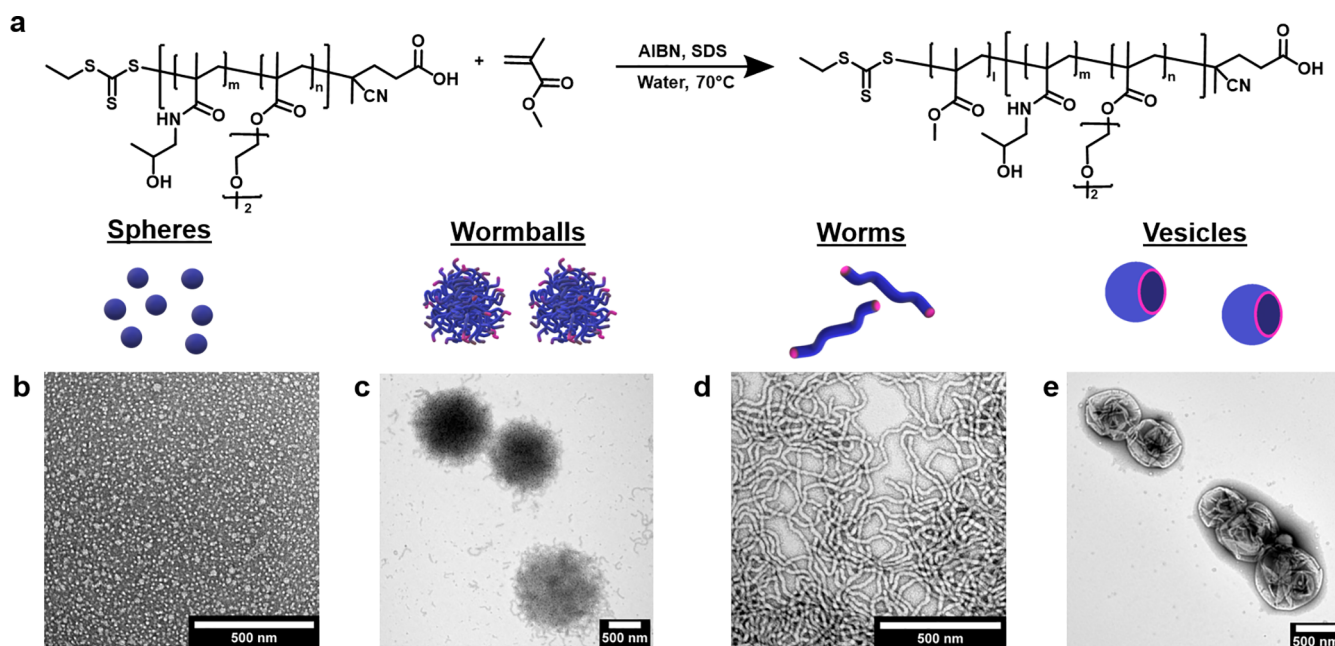 a
S
S
S
m
n
HN
O
O
O
CN
O
OH
OH
O
2
+
O
O
AIBN, SDS
Water, 70°C
S
S
S
l
m
n
O
O
HN
O
O
O
CN
O
OH
OH
O
2
Spheres
Wormballs
Worms
Vesicles
b
c
d
e
500 nm
500 nm
500 nm
500 nm